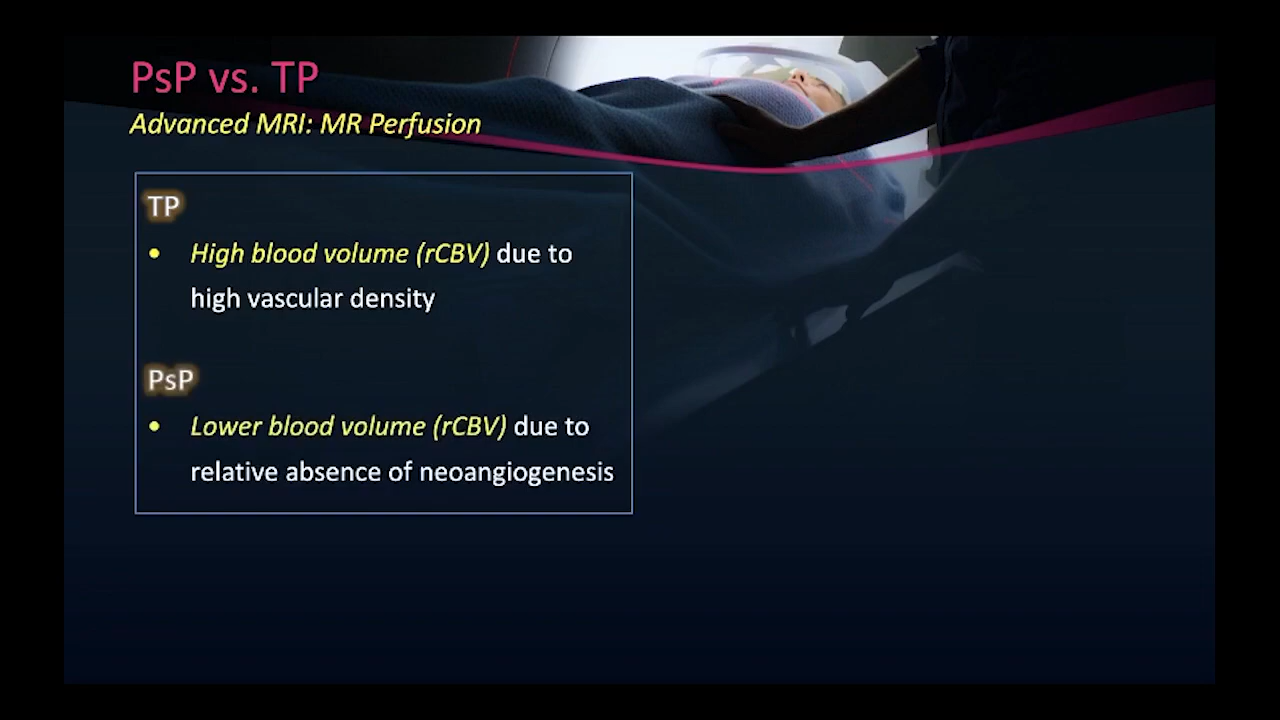 PsP vs. TP
Advanced MRI: MR Perfusion
TP
• High blood volume (rCBV) due to
high vascular density
PsP
• Lower blood volume (rCBV) due to
relative absence of neoangiogenesis